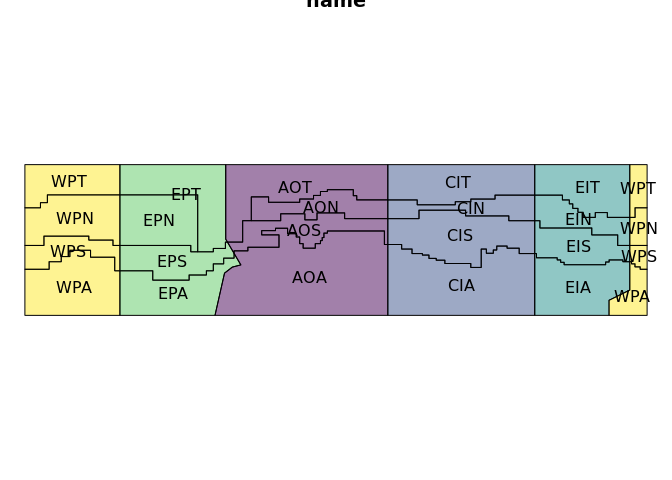 name
WPT
EPT
AOT
CIT
EIT
WPT
WPN
EPN
AON
CIN
EIN
WPN
WPS
EPS
AOS
CIS
EIS
WPS
WPA
EPA
AOA
CIA
EIA
WPA